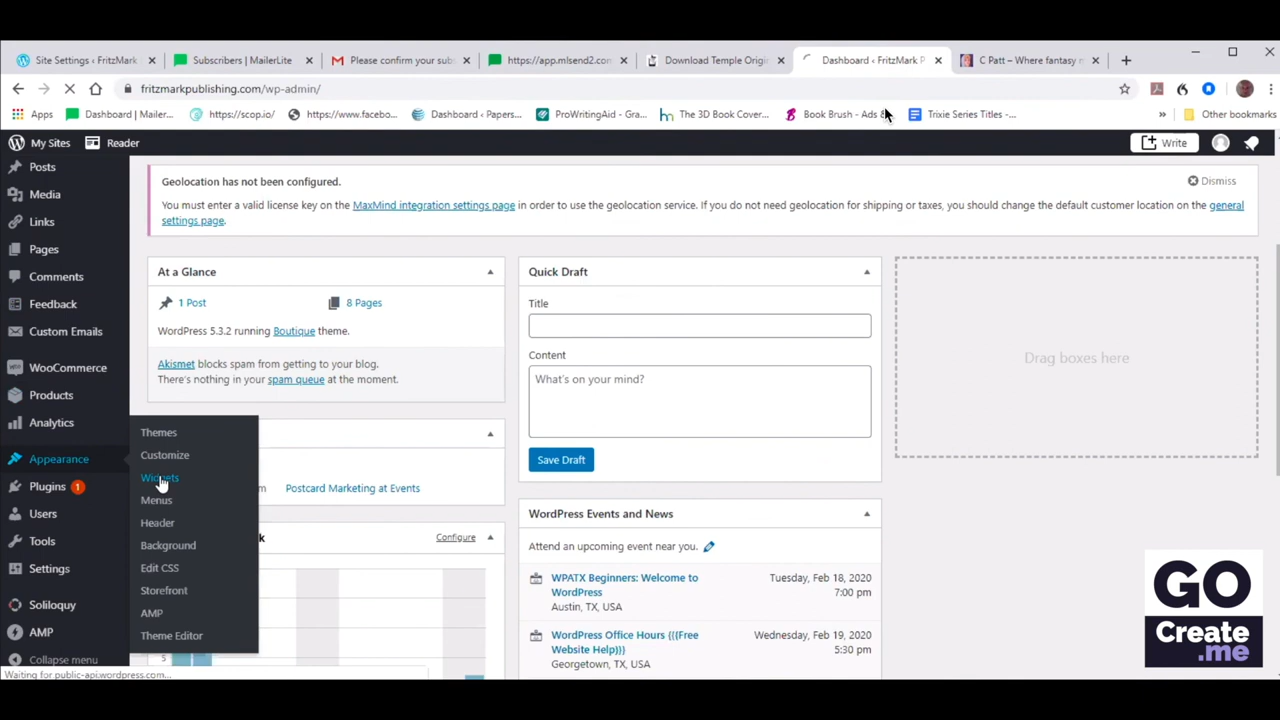 Site Settings ‹ FritzMark
Subscribers | MailerLite
Please confirm your subs
https://app.mlsend2.com
Download Temple Origi
Dashboard ‹ FritzMark P
C Patt – Where fantasy m
fritzmarkpublishing.com/wp-admin/
Apps
Dashboard | Mailer...
https://scop.io/
https://www.facebo...
Dashboard ‹ Papers...
ProWritingAid - Gra...
The 3D Book Cover...
Book Brush - Ads &
Trixie Series Titles -...
»
Other bookmarks
My Sites
Reader
Write
Posts
Media
Links
Pages
Comments
Feedback
Custom Emails
WooCommerce
Products
Analytics
Appearance
Plugins 1
Users
Tools
Settings
Soliloquy
AMP
Collapse menu
Themes
Customize
Widgets
Menus
Header
Background
Edit CSS
Storefront
AMP
Theme Editor
Geolocation has not been configured.
Dismiss
You must enter a valid license key on the MaxMind integration settings page in order to use the geolocation service. If you do not need geolocation for shipping or taxes, you should change the default customer location on the general
settings page.
At a Glance
1 Post
8 Pages
WordPress 5.3.2 running Boutique theme.
Akismet blocks spam from getting to your blog.
There's nothing in your spam queue at the moment.
m
Postcard Marketing at Events
k
Configure
5
Quick Draft
Title
Content
What's on your mind?
Save Draft
WordPress Events and News
Attend an upcoming event near you.
WPATX Beginners: Welcome to
WordPress
Austin, TX, USA
Tuesday, Feb 18, 2020
7:00 pm
WordPress Office Hours (((Free
Website Help)))
Georgetown, TX, USA
Wednesday, Feb 19, 2020
5:30 pm
Drag boxes here
Waiting for public-api.wordpress.com...
GO
Create
.me